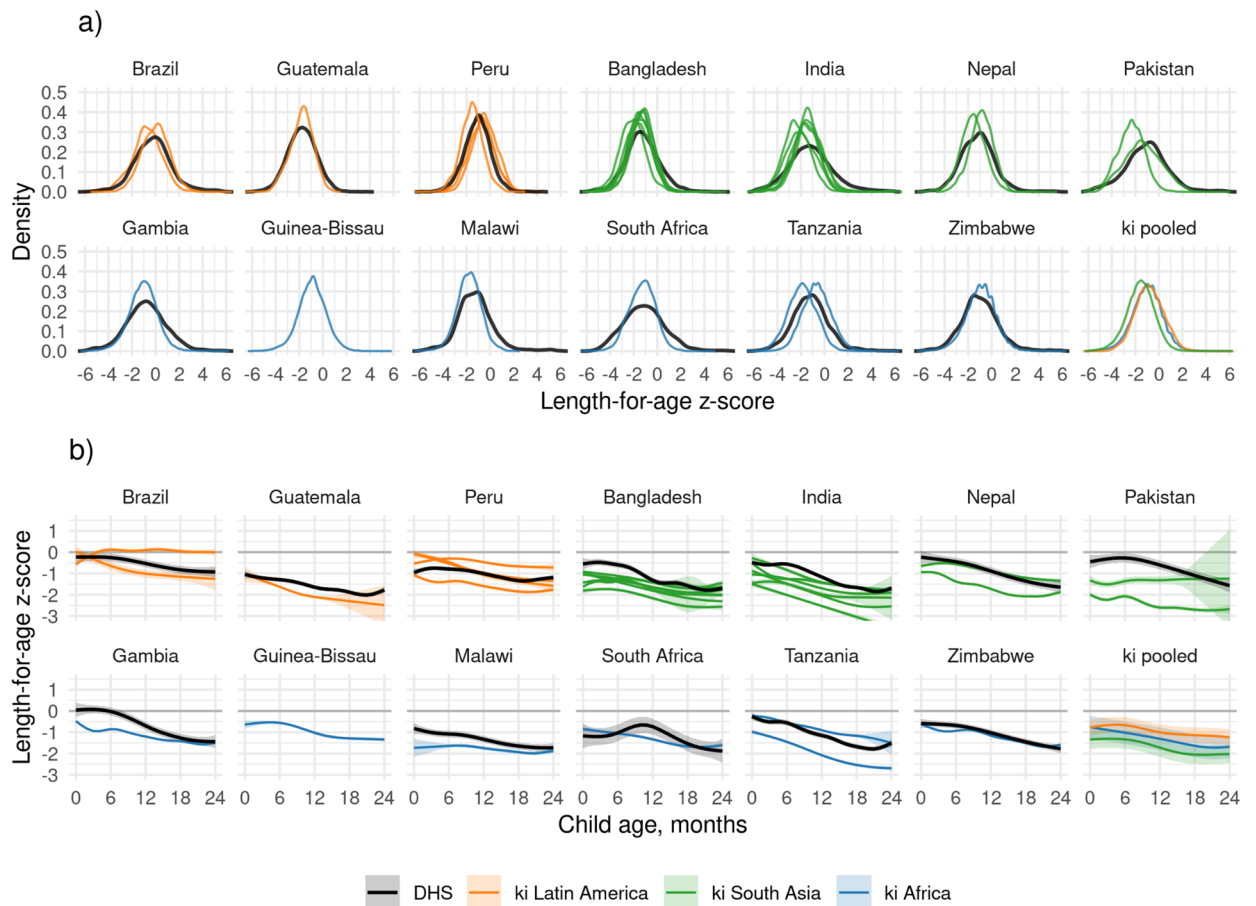 a)
Brazil Guatemala Peru Bangladesh India Nepal Pakistan
0.5
0.4
0.3
0.2
0.1
0.0
Density
Gambia Guinea-Bissau Malawi South Africa Tanzania Zimbabwe ki pooled
0.5
0.4
0.3
0.2
0.1
0.0
-6 -4 -2 0 2 4 6 -6 -4 -2 0 2 4 6 -6 -4 -2 0 2 4 6 -6 -4 -2 0 2 4 6 -6 -4 -2 0 2 4 6 -6 -4 -2 0 2 4 6 -6 -4 -2 0 2 4 6
Length-for-age z-score
b)
Brazil Guatemala Peru Bangladesh India Nepal Pakistan
1
0
-1
-2
-3
Length-for-age z-score
Gambia Guinea-Bissau Malawi South Africa Tanzania Zimbabwe ki pooled
1
0
-1
-2
-3
0 6 12 18 24 0 6 12 18 24 0 6 12 18 24 0 6 12 18 24 0 6 12 18 24 0 6 12 18 24 0 6 12 18 24
Child age, months
DHS ki Latin America ki South Asia ki Africa